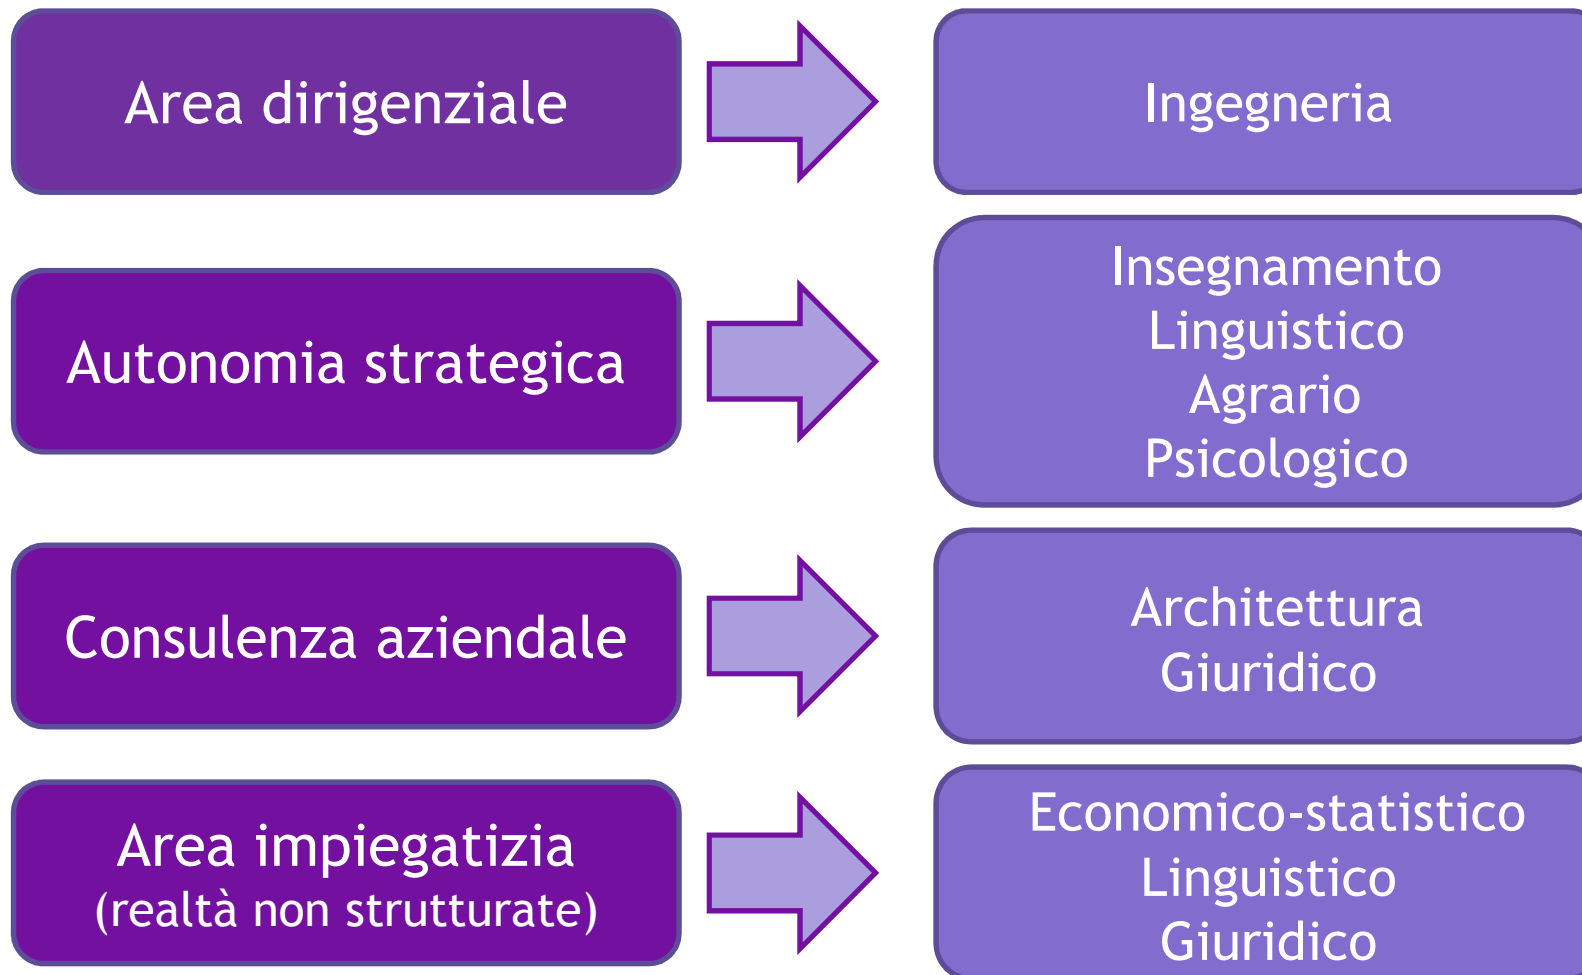 Area dirigenziale
Ingegneria
Autonomia strategica
Insegnamento
Linguistico
Agrario
Psicologico
Consulenza aziendale
Architettura
Giuridico
Area impiegatizia
(realtà non strutturate)
Economico-statistico
Linguistico
Giuridico